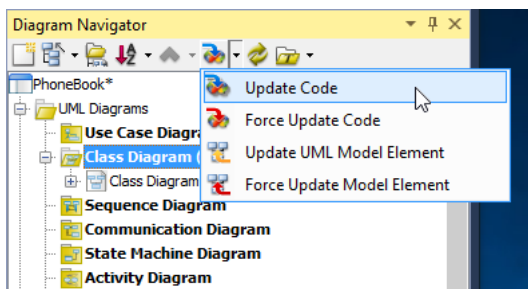 Diagram Navigator
PhoneBook*
UML Diagrams
Use Case Diagr
Class Diagram (
Class Diagram
Sequence Diagram
Communication Diagram
State Machine Diagram
Activity Diagram
Update Code
Force Update Code
Update UML Model Element
Force Update Model Element